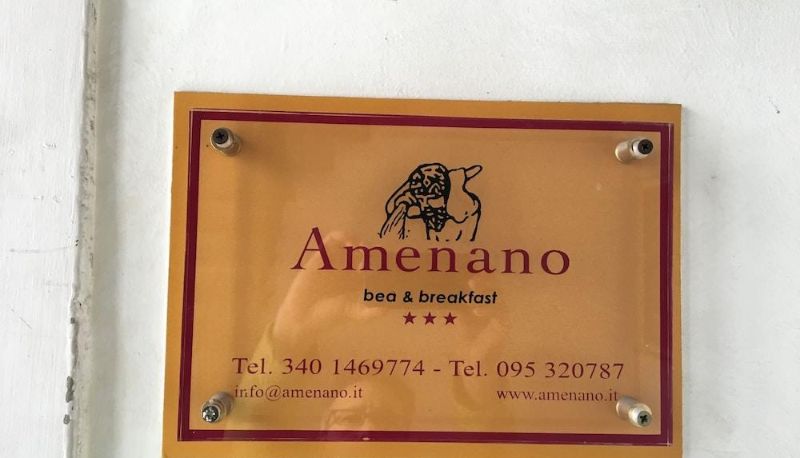 Amenano
bea & breakfast
★★★
Tel. 340 1469774 - Tel. 095 320787
info@amenano.it www.amenano.it